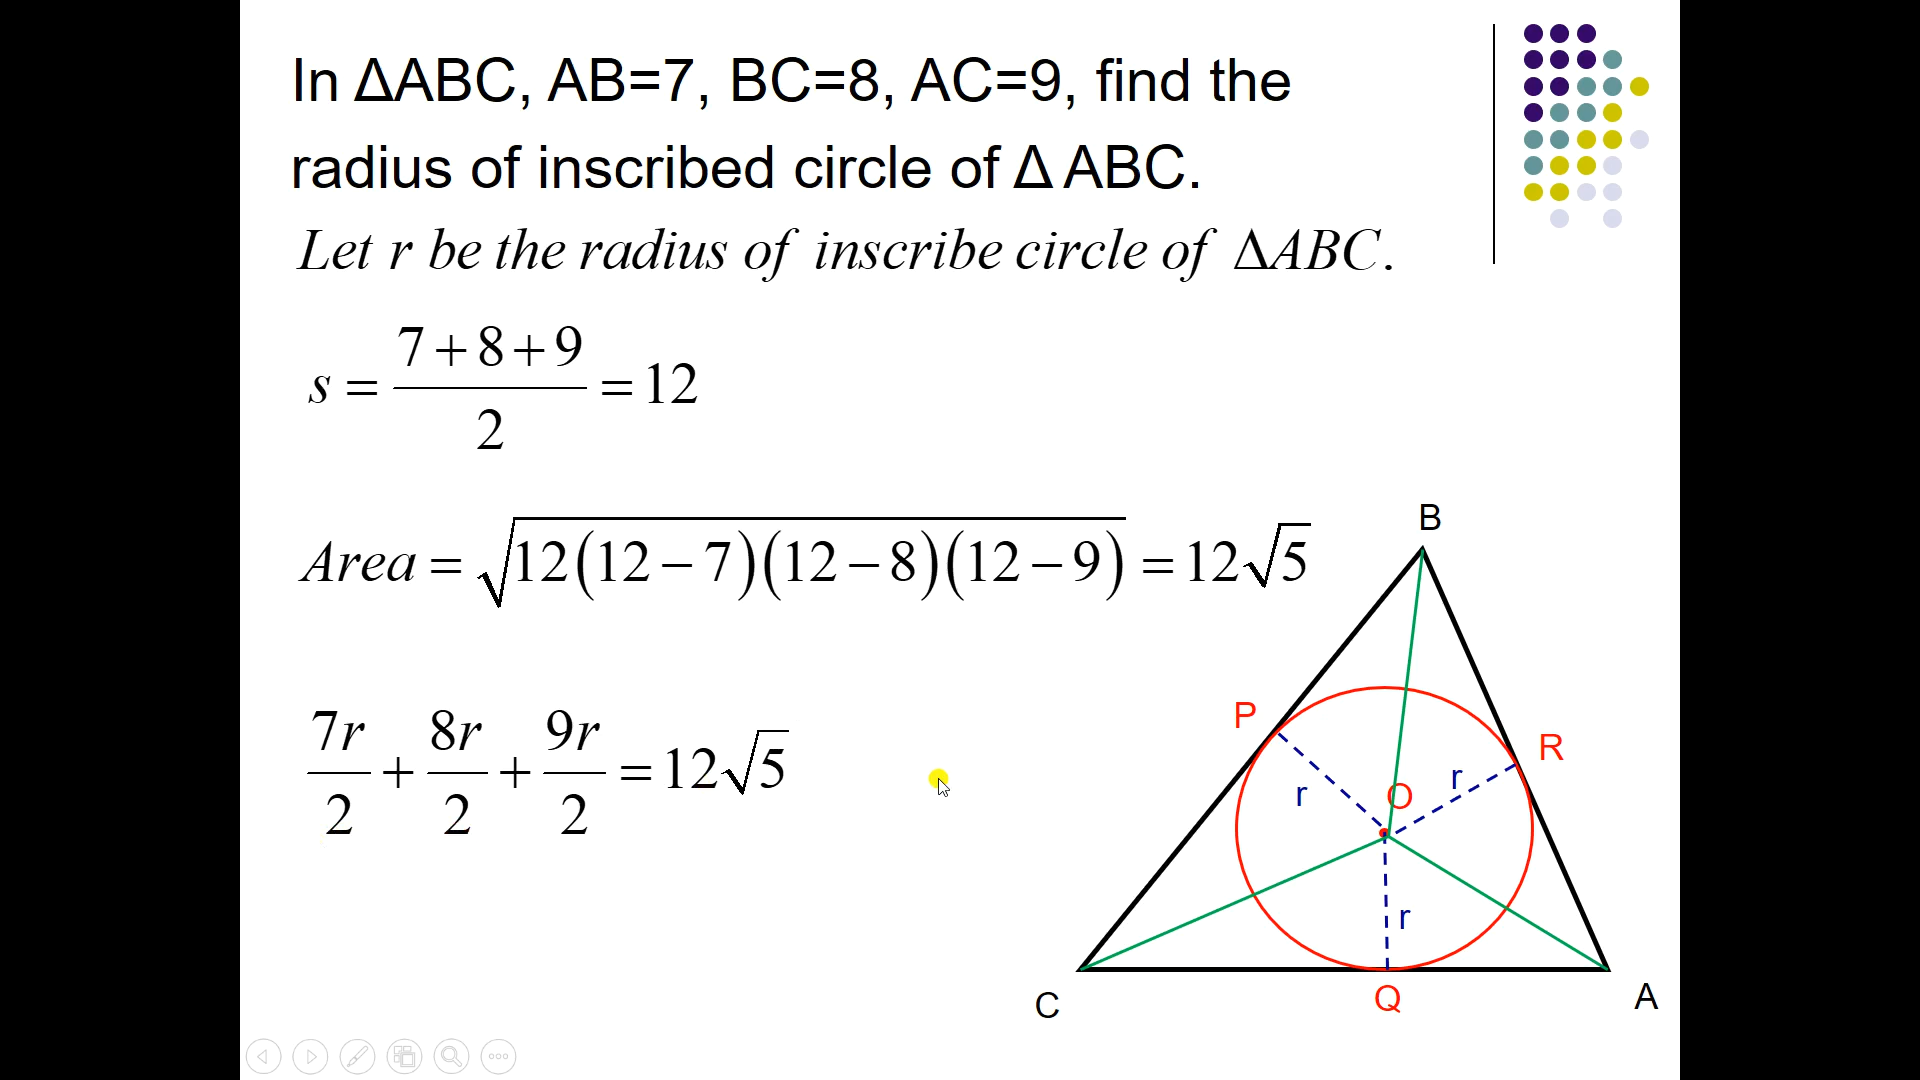 In ΔABC, AB=7, BC=8, AC=9, find the
radius of inscribed circle of Δ ABC.
Let r be the radius of inscribe circle of ΔABC.
s = (7+8+9)/2 = 12
Area = √(12(12−7)(12−8)(12−9)) = 12√5
7r/2 + 8r/2 + 9r/2 = 12√5
B
P
R
r
O
r
r
C
Q
A